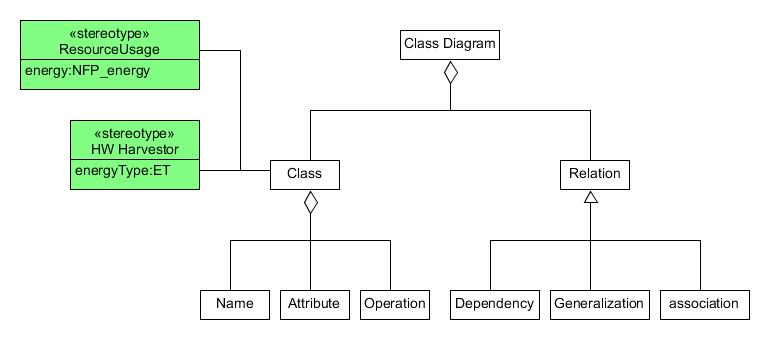 «stereotype»
ResourceUsage
energy:NFP_energy
Class Diagram
«stereotype»
HW Harvestor
energyType:ET
Class
Relation
Name
Attribute
Operation
Dependency
Generalization
association